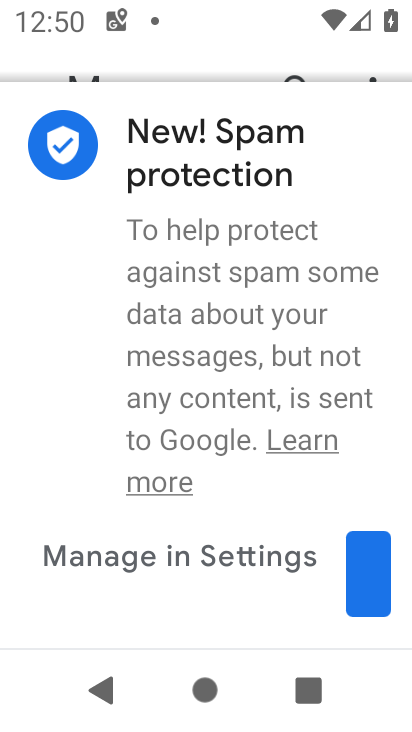 12:50
New! Spam
protection
To help protect
against spam some
data about your
messages, but not
any content, is sent
to Google. Learn
more
Manage in Settings